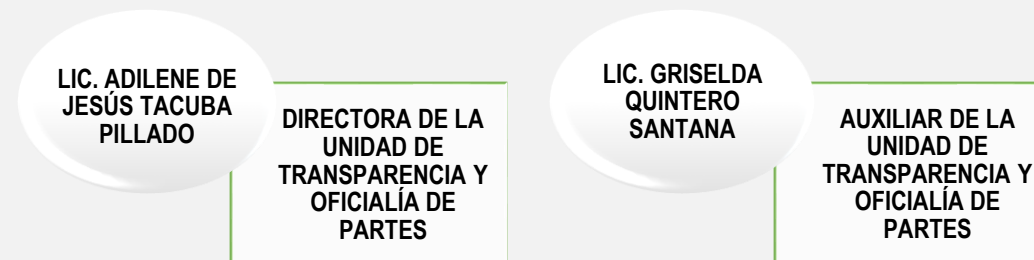 LIC. ADILENE DE
JESÚS TACUBA
PILLADO
DIRECTORA DE LA
UNIDAD DE
TRANSPARENCIA Y
OFICIALÍA DE
PARTES
LIC. GRISELDA
QUINTERO
SANTANA
AUXILIAR DE LA
UNIDAD DE
TRANSPARENCIA Y
OFICIALÍA DE
PARTES